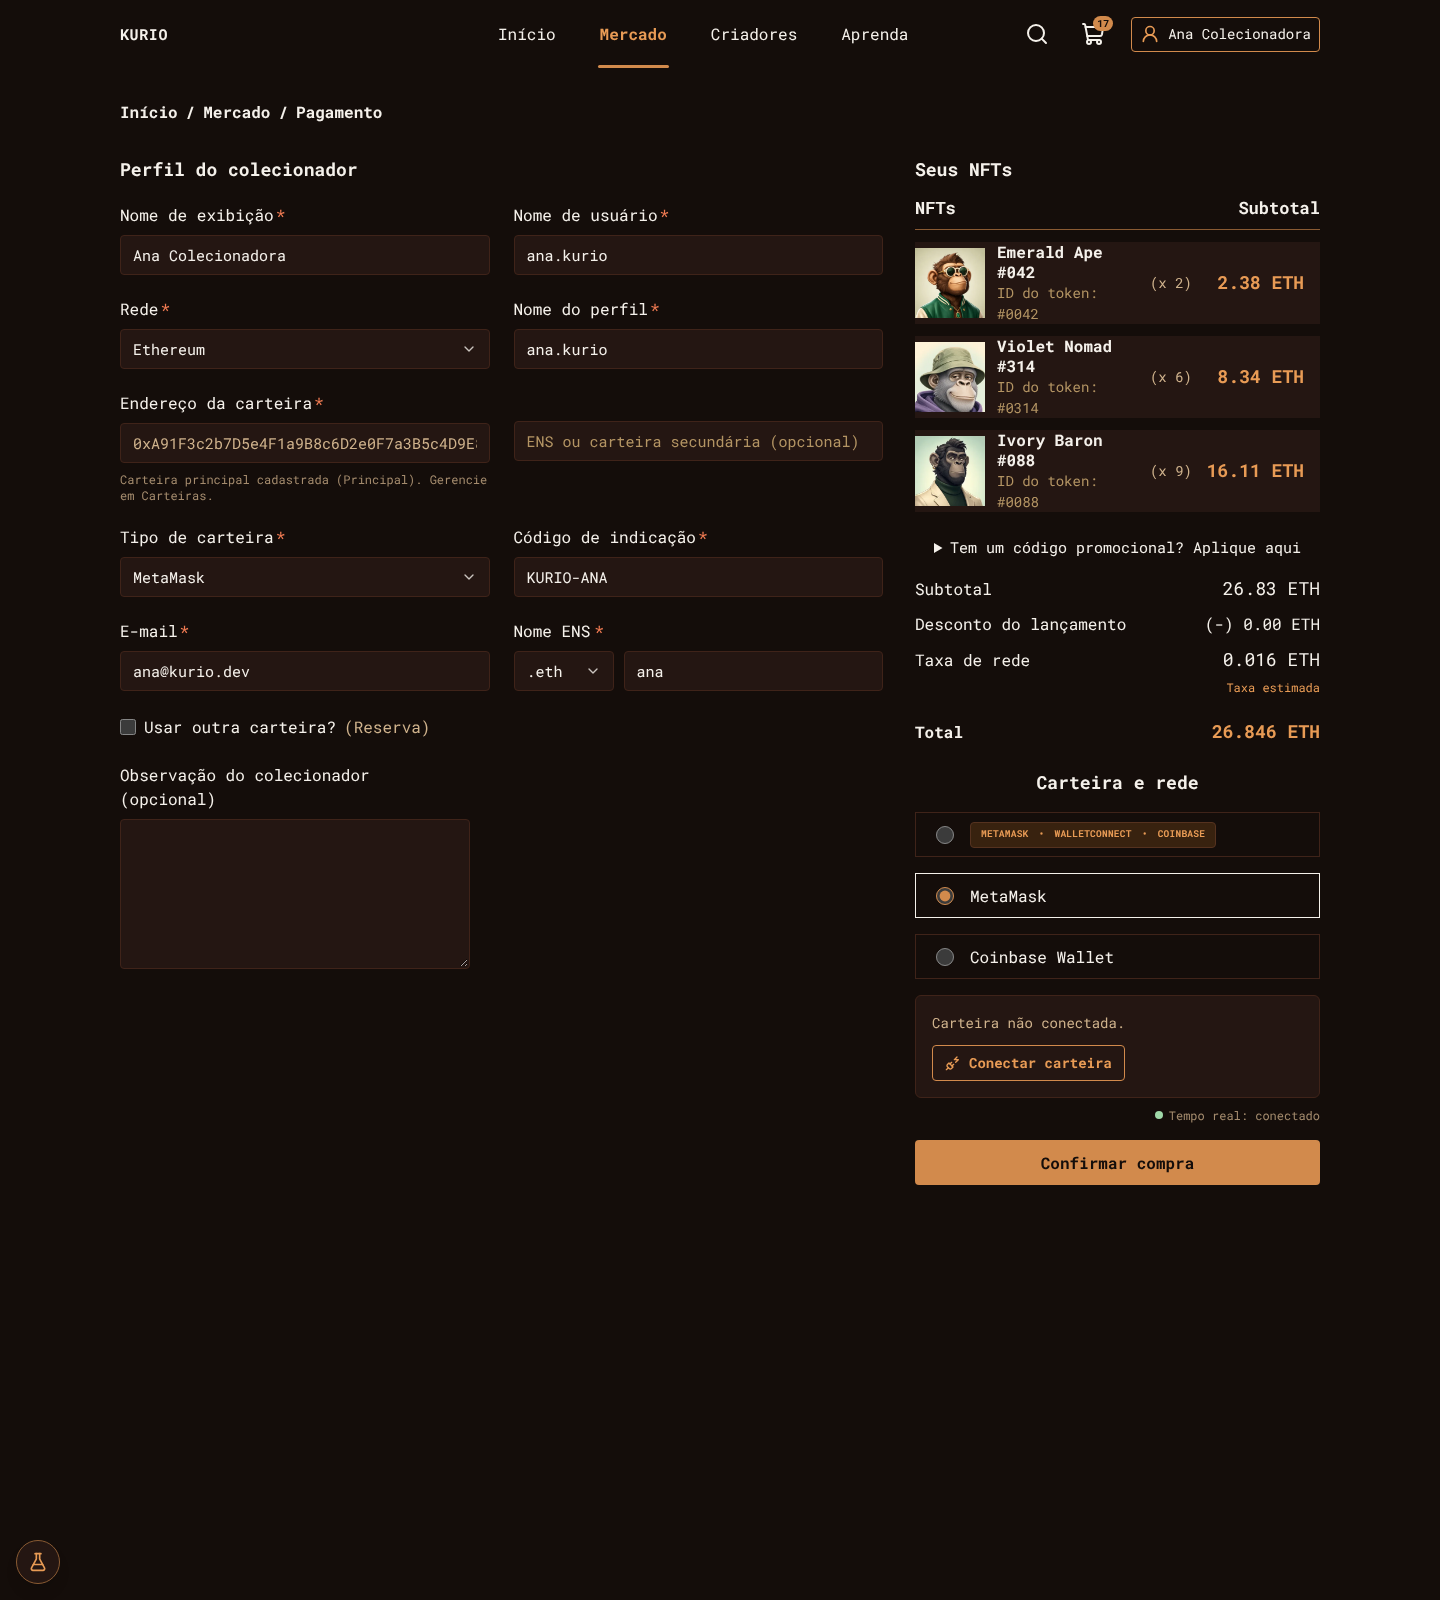 KURIO
Início
Mercado
Criadores
Aprenda
17
Ana Colecionadora
Início / Mercado / Pagamento
Perfil do colecionador
Nome de exibição*
Nome de usuário*
Ana Colecionadora
ana.kurio
Rede*
Nome do perfil*
Ethereum
ana.kurio
Endereço da carteira*
0xA91F3c2b7D5e4F1a9B8c6D2e0F7a3B5c4D9E
ENS ou carteira secundária (opcional)
Carteira principal cadastrada (Principal). Gerencie
em Carteiras.
Tipo de carteira*
Código de indicação*
MetaMask
KURIO-ANA
E-mail*
Nome ENS*
ana@kurio.dev
.eth
ana
Usar outra carteira? (Reserva)
Observação do colecionador
(opcional)
Seus NFTs
NFTs
Subtotal
Emerald Ape
#042
ID do token:
#0042
(x 2)
2.38 ETH
Violet Nomad
#314
ID do token:
#0314
(x 6)
8.34 ETH
Ivory Baron
#088
ID do token:
#0088
(x 9)
16.11 ETH
Tem um código promocional? Aplique aqui
Subtotal
26.83 ETH
Desconto do lançamento
(-) 0.00 ETH
Taxa de rede
0.016 ETH
Taxa estimada
Total
26.846 ETH
Carteira e rede
METAMASK • WALLETCONNECT • COINBASE
MetaMask
Coinbase Wallet
Carteira não conectada.
Conectar carteira
Tempo real: conectado
Confirmar compra